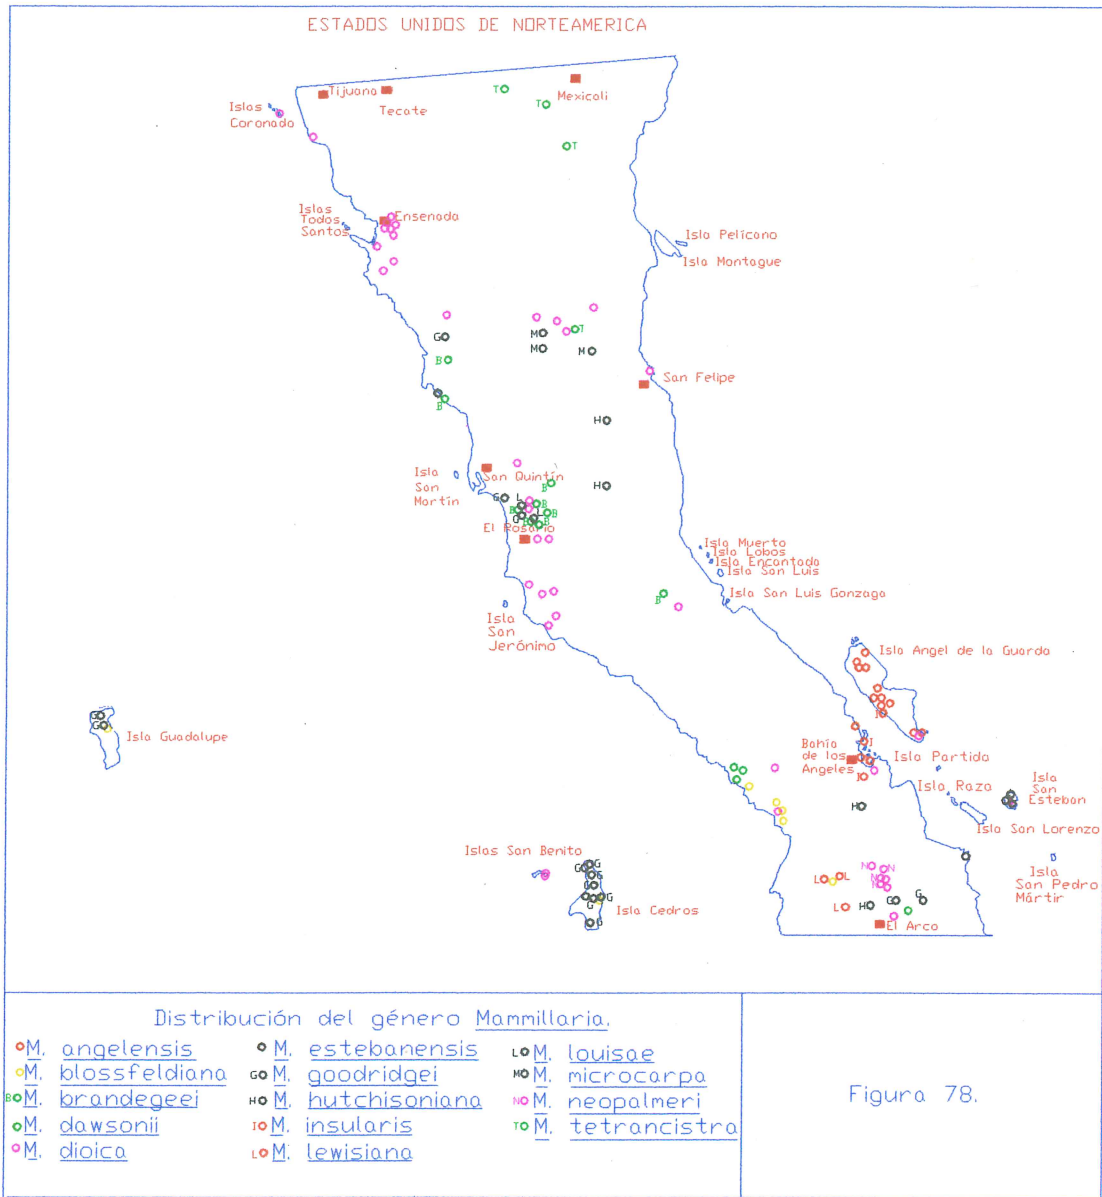 ESTADOS UNIDOS DE NORTEAMERICA
Tijuana
Tecate
Mexicali
Islas
Coronado
T
T
T
Islas
Todos
Santos
Ensenada
Isla Pelícano
Isla Montague
G
M
M
T
M
B
B
San Felipe
H
Isla
San
Martín
San Quintín
H
B
G
L
B
B
B
L
G
B
B
El Rosario
Isla Muerto
Isla Lobos
Isla Encantada
Isla San Luis
Isla San Luis Gonzaga
B
Isla
San
Jerónimo
Isla Angel de la Guarda
I
G
G
Isla Guadalupe
I
Bahía
de los
Angeles
I
Isla Partida
Isla Raza
Isla
San
Esteban
H
Isla San Lorenzo
Isla
San Pedro
Mártir
Islas San Benito
G
G
G
G
G
G
G
Isla Cedros
N
N
N
N
L
L
L
H
G
G
El Arco
Distribución del género Mammillaria.
M. angelensis
M. blossfeldiana
B M. brandegeei
M. dawsonii
M. dioica
M. estebanensis
G M. goodridgei
H M. hutchisoniana
I M. insularis
L M. lewisiana
L M. louisae
M M. microcarpa
N M. neopalmeri
T M. tetrancistra
Figura 78.